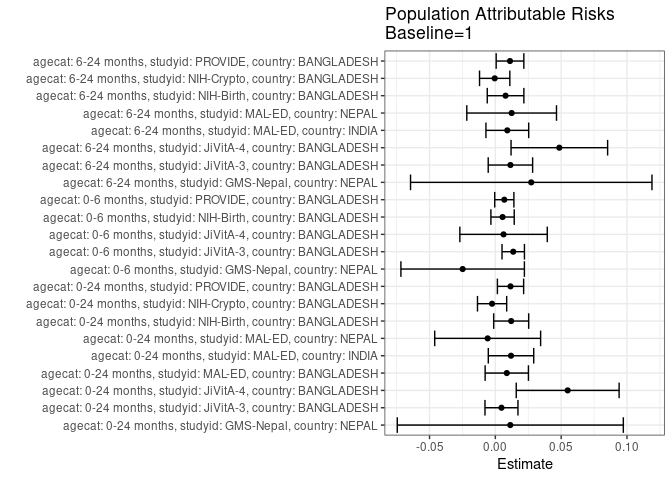 Population Attributable Risks
Baseline=1
agecat: 6-24 months, studyid: PROVIDE, country: BANGLADESH
agecat: 6-24 months, studyid: NIH-Crypto, country: BANGLADESH
agecat: 6-24 months, studyid: NIH-Birth, country: BANGLADESH
agecat: 6-24 months, studyid: MAL-ED, country: NEPAL
agecat: 6-24 months, studyid: MAL-ED, country: INDIA
agecat: 6-24 months, studyid: JiVitA-4, country: BANGLADESH
agecat: 6-24 months, studyid: JiVitA-3, country: BANGLADESH
agecat: 6-24 months, studyid: GMS-Nepal, country: NEPAL
agecat: 0-6 months, studyid: PROVIDE, country: BANGLADESH
agecat: 0-6 months, studyid: NIH-Birth, country: BANGLADESH
agecat: 0-6 months, studyid: JiVitA-4, country: BANGLADESH
agecat: 0-6 months, studyid: JiVitA-3, country: BANGLADESH
agecat: 0-6 months, studyid: GMS-Nepal, country: NEPAL
agecat: 0-24 months, studyid: PROVIDE, country: BANGLADESH
agecat: 0-24 months, studyid: NIH-Crypto, country: BANGLADESH
agecat: 0-24 months, studyid: NIH-Birth, country: BANGLADESH
agecat: 0-24 months, studyid: MAL-ED, country: NEPAL
agecat: 0-24 months, studyid: MAL-ED, country: INDIA
agecat: 0-24 months, studyid: MAL-ED, country: BANGLADESH
agecat: 0-24 months, studyid: JiVitA-4, country: BANGLADESH
agecat: 0-24 months, studyid: JiVitA-3, country: BANGLADESH
agecat: 0-24 months, studyid: GMS-Nepal, country: NEPAL
-0.05 0.00 0.05 0.10
Estimate